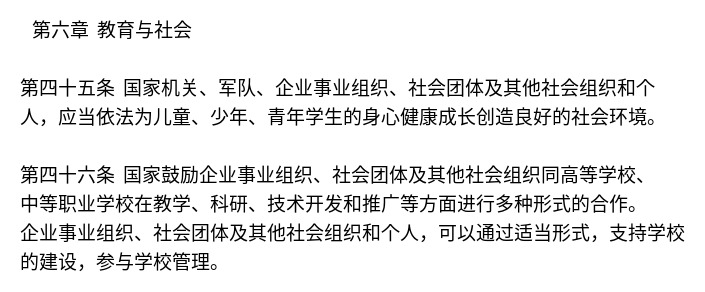 第六章 教育与社会
第四十五条 国家机关、军队、企业事业组织、社会团体及其他社会组织和个
人，应当依法为儿童、少年、青年学生的身心健康成长创造良好的社会环境。
第四十六条 国家鼓励企业事业组织、社会团体及其他社会组织同高等学校、
中等职业学校在教学、科研、技术开发和推广等方面进行多种形式的合作。
企业事业组织、社会团体及其他社会组织和个人，可以通过适当形式，支持学校
的建设，参与学校管理。